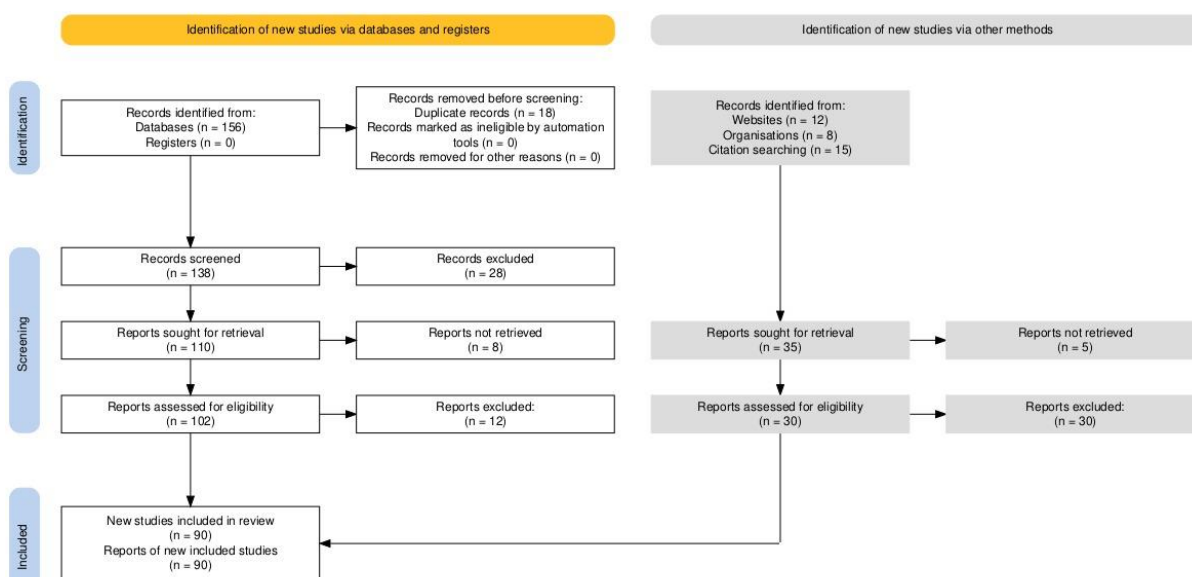 Identification of new studies via databases and registers
Identification of new studies via other methods
Identification
Records identified from:
Databases (n = 156)
Registers (n = 0)
Records removed before screening:
Duplicate records (n = 18)
Records marked as ineligible by automation
tools (n = 0)
Records removed for other reasons (n = 0)
Records identified from:
Websites (n = 12)
Organisations (n = 8)
Citation searching (n = 15)
Screening
Records screened
(n = 138)
Records excluded
(n = 28)
Reports sought for retrieval
(n = 110)
Reports not retrieved
(n = 8)
Reports sought for retrieval
(n = 35)
Reports not retrieved
(n = 5)
Reports assessed for eligibility
(n = 102)
Reports excluded:
(n = 12)
Reports assessed for eligibility
(n = 30)
Reports excluded:
(n = 30)
Included
New studies included in review
(n = 90)
Reports of new included studies
(n = 90)